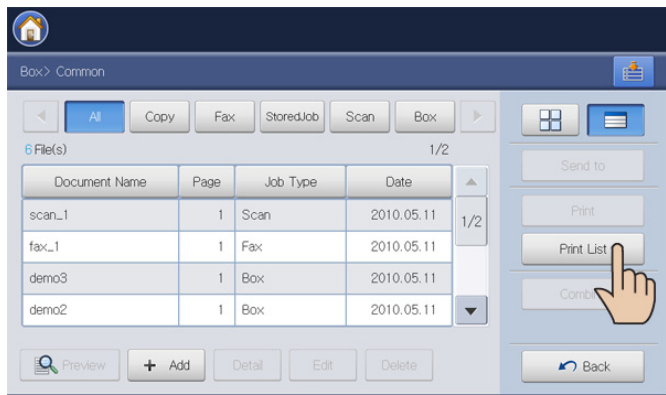 Box> Common
All Copy Fax StoredJob Scan Box
6 File(s) 1/2
Document Name Page Job Type Date
scan_1 1 Scan 2010.05.11
fax_1 1 Fax 2010.05.11
demo3 1 Box 2010.05.11
demo2 1 Box 2010.05.11
1/2
Preview + Add Detail Edit Delete
Send to
Print
Print List
Back